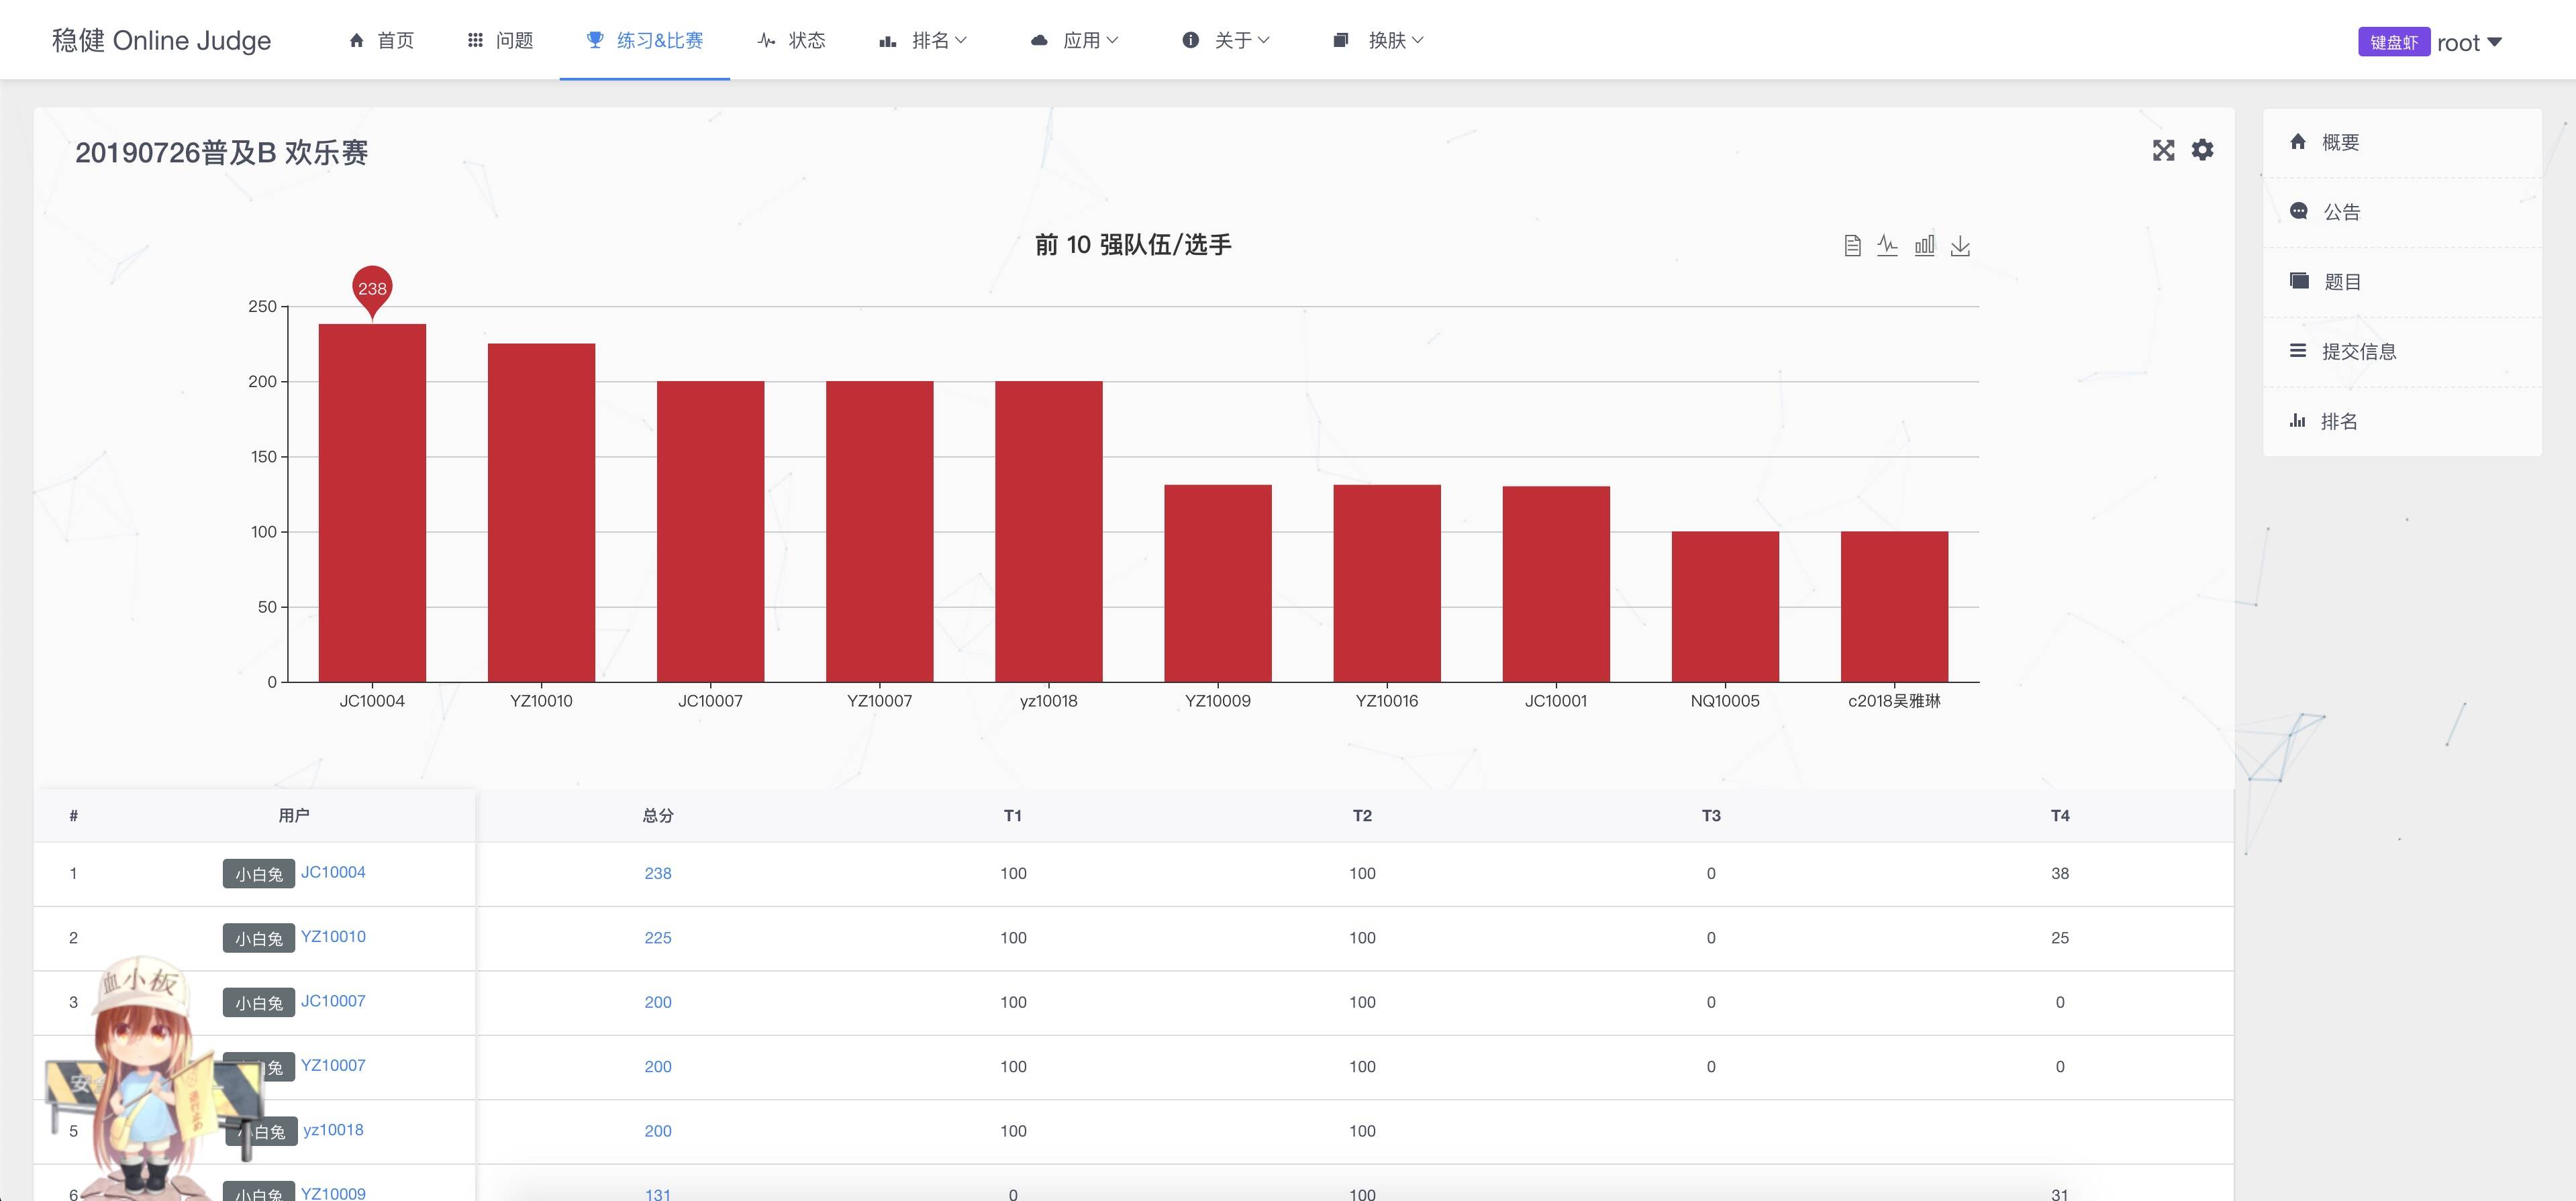 稳健 Online Judge 首页 问题 练习&比赛 状态 排名 应用 关于 换肤 键盘虾 root
20190726普及B 欢乐赛
概要
公告
题目
提交信息
排名
前 10 强队伍/选手
238
250
200
150
100
50
0
JC10004 YZ10010 JC10007 YZ10007 yz10018 YZ10009 YZ10016 JC10001 NQ10005 c2018吴雅琳
# 用户 总分 T1 T2 T3 T4
1 小白兔 JC10004 238 100 100 0 38
2 小白兔 YZ10010 225 100 100 0 25
血小板
3 小白兔 JC10007 200 100 100 0 0
兔 YZ10007 200 100 100 0 0
安
5 白兔 yz10018 200 100 100
6 小白兔 YZ10009 131 0 100 31